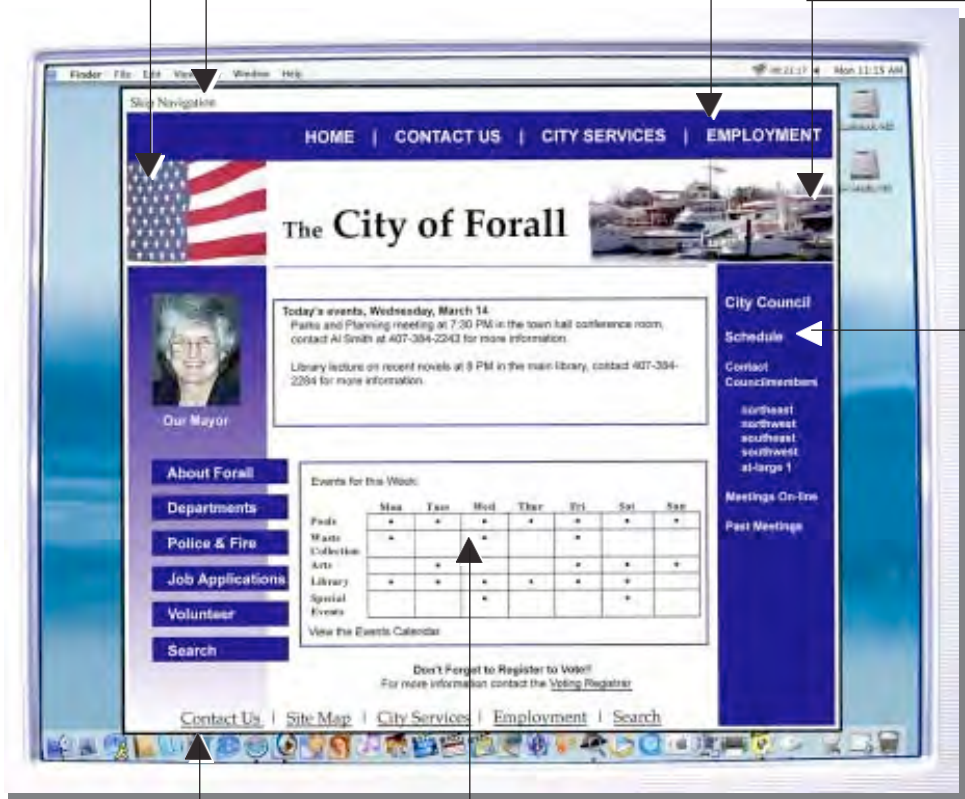 Finder File Edit View Window Help
Mon 11:15 AM
Skip Navigation
HOME | CONTACT US | CITY SERVICES | EMPLOYMENT
The City of Forall
Our Mayor
About Forall
Departments
Police & Fire
Job Applications
Volunteer
Search
Today's events, Wednesday, March 14
Parks and Planning meeting at 7:30 PM in the town hall conference room,
contact Al Smith at 407-384-2243 for more information.
Library lecture on recent novels at 8 PM in the main library, contact 407-384-
2284 for more information.
Events for this Week:
Mon Tues Wed Thur Fri Sat Sun
Pools
Waste
Collection
Arts
Library
Special
Events
View the Events Calendar
Don't Forget to Register to Vote!!
For more information contact the Voting Registrar
City Council
Schedule
Contact
Councilmembers
northeast
northwest
southeast
southwest
at-large 1
Meetings On-line
Past Meetings
Contact Us | Site Map | City Services | Employment | Search